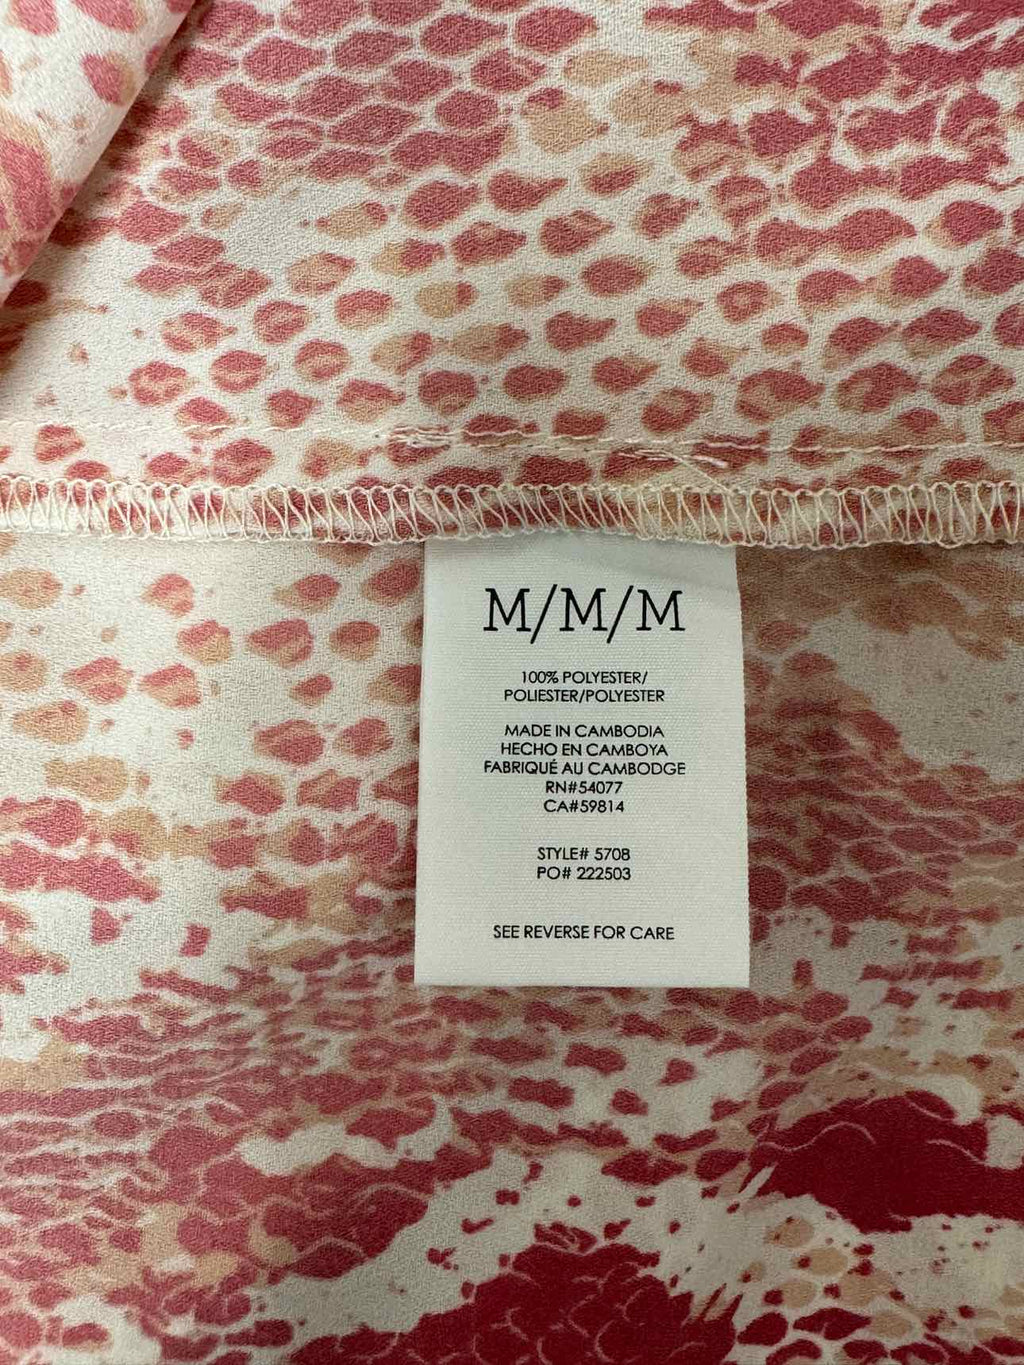 M/M/M
100% POLYESTER/
POLIESTER/POLYESTER
MADE IN CAMBODIA
HECHO EN CAMBOYA
FABRIQUÉ AU CAMBODGE
RN#54077
CA#59814
STYLE# 5708
PO# 222503
SEE REVERSE FOR CARE